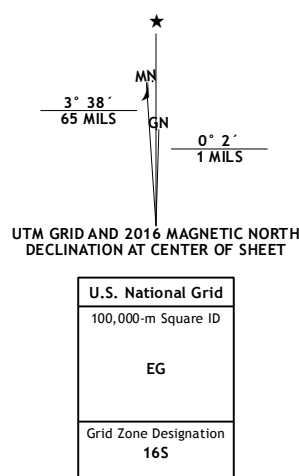 MN
3° 38´
65 MILS
GN
0° 2´
1 MILS
UTM GRID AND 2016 MAGNETIC NORTH
DECLINATION AT CENTER OF SHEET
U.S. National Grid
100,000-m Square ID
EG
Grid Zone Designation
16S